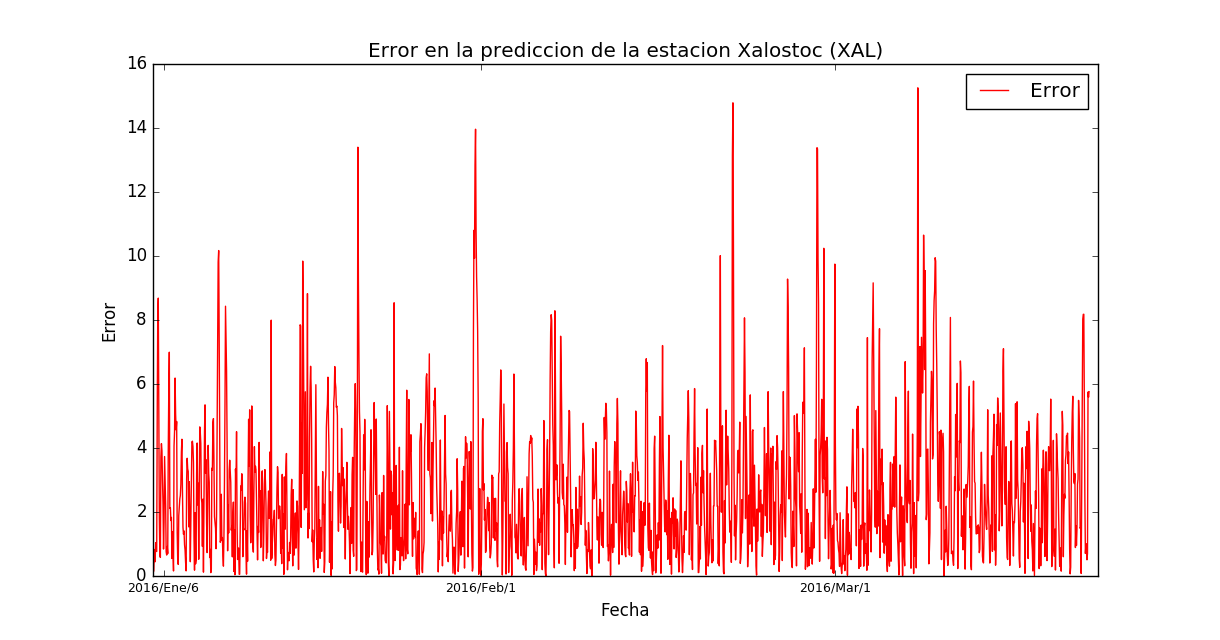 Error en la prediccion de la estacion Xalostoc (XAL)
16
14
12
10
8
6
4
2
0
Error
Error
2016/Ene/6
2016/Feb/1
2016/Mar/1
Fecha